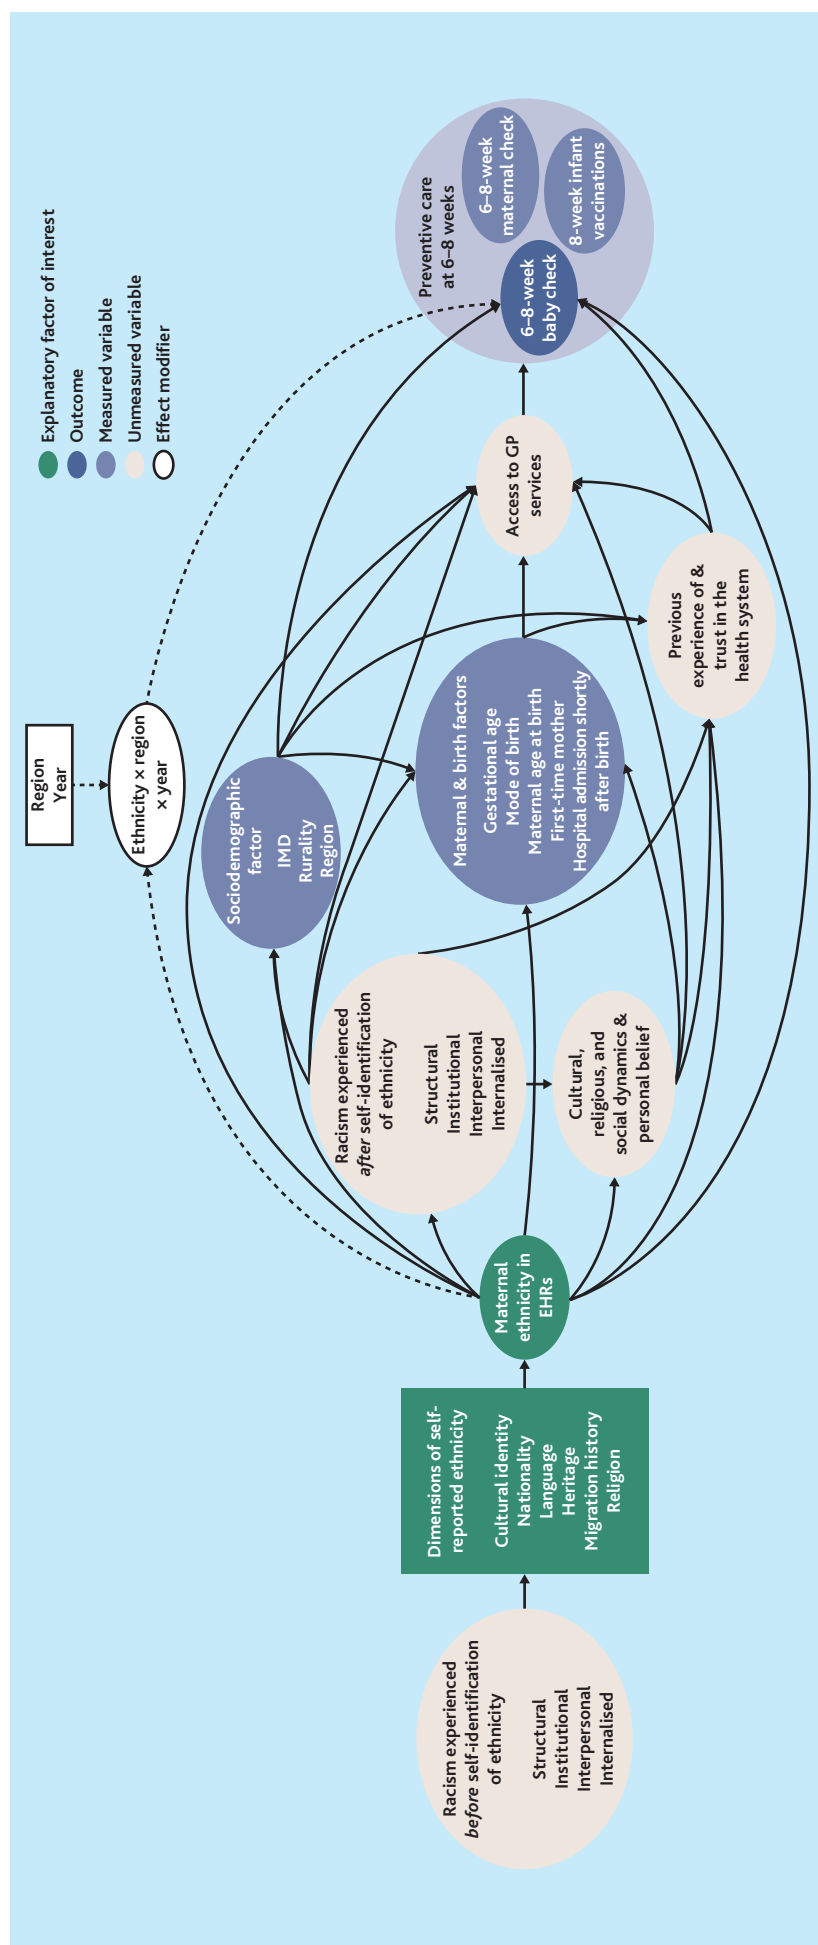 Racism experienced
before self-identification
of ethnicity
Structural
Institutional
Interpersonal
Internalised
Dimensions of self-
reported ethnicity
Cultural identity
Nationality
Language
Heritage
Migration history
Religion
Maternal
ethnicity in
EHRs
Racism experienced
after self-identification
of ethnicity
Structural
Institutional
Interpersonal
Internalised
Cultural,
religious, and
social dynamics &
personal belief
Sociodemographic
factor
IMD
Rurality
Region
Region
Year
Ethnicity × region
× year
Maternal & birth factors
Gestational age
Mode of birth
Maternal age at birth
First-time mother
Hospital admission shortly
after birth
Previous
experience of &
trust in the
health system
Access to GP
services
Preventive care
at 6–8 weeks
6–8-week
maternal check
6–8-week
baby check
8-week infant
vaccinations
Explanatory factor of interest
Outcome
Measured variable
Unmeasured variable
Effect modifier